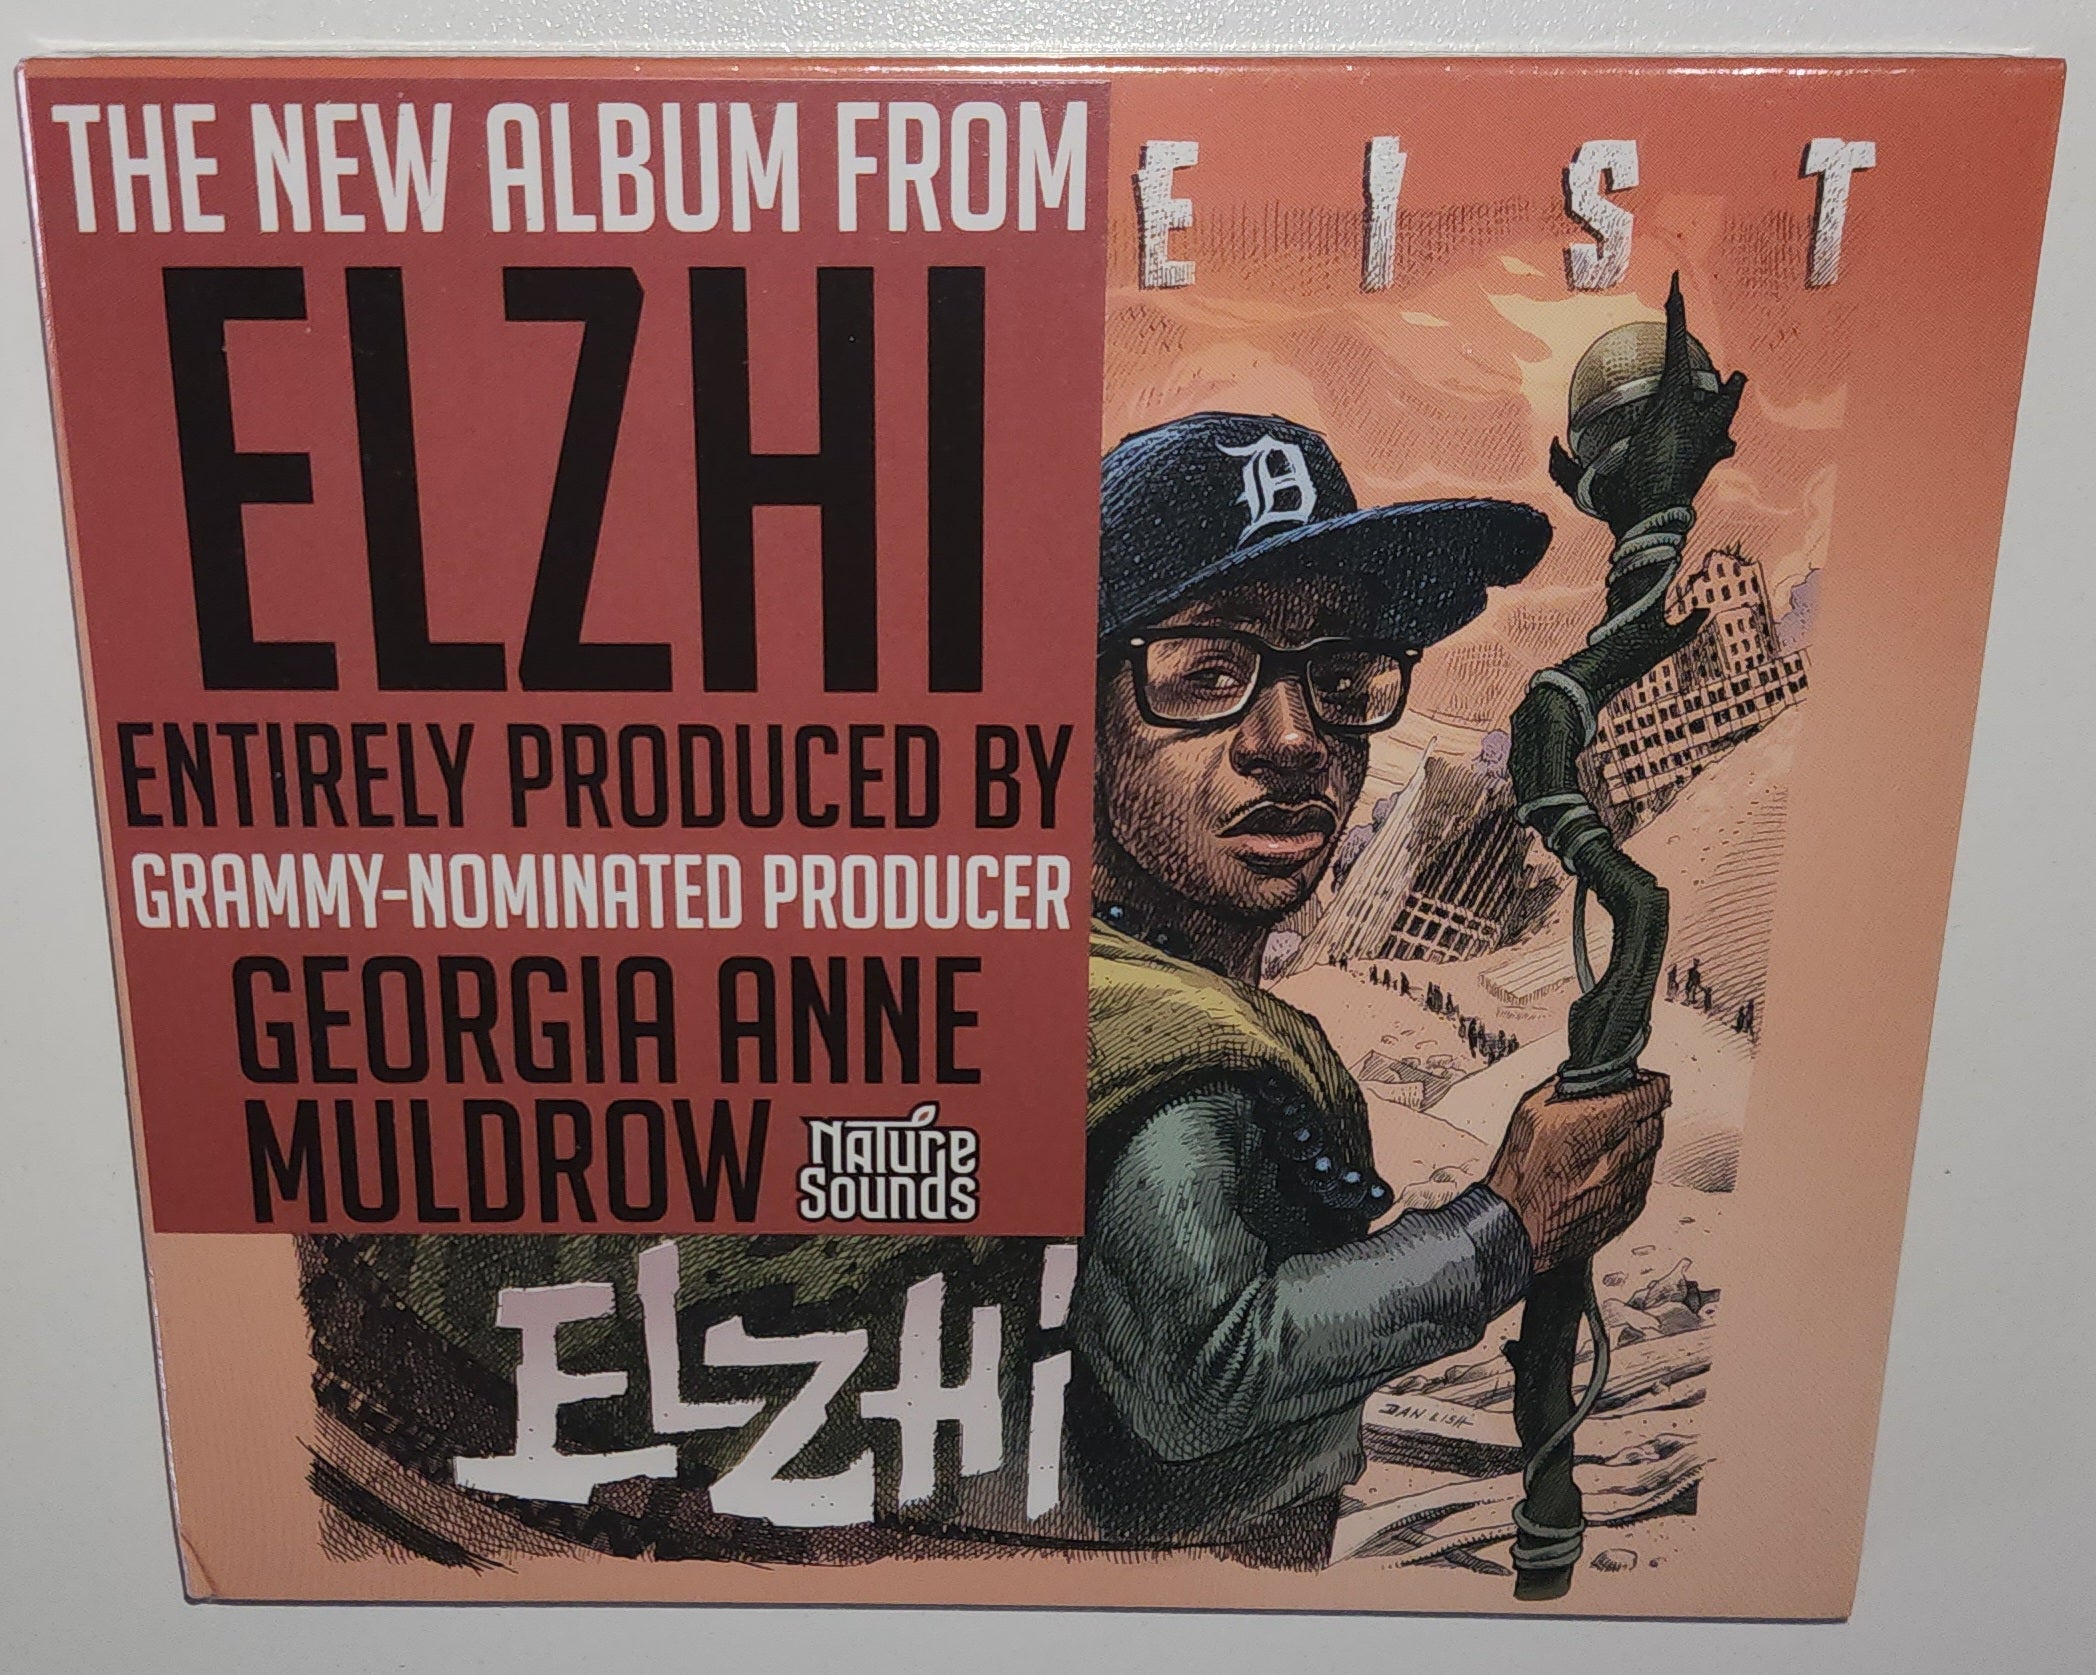 THE NEW ALBUM FROM
ELZHI
ENTIRELY PRODUCED BY
GRAMMY-NOMINATED PRODUCER
GEORGIA ANNE
MULDROW
NATURE
SOUNDS
EIST
D
ELZHI
DAN LISH